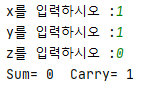 x를 입력하시오 :1
y를 입력하시오 :1
z를 입력하시오 :0
Sum= 0  Carry= 1